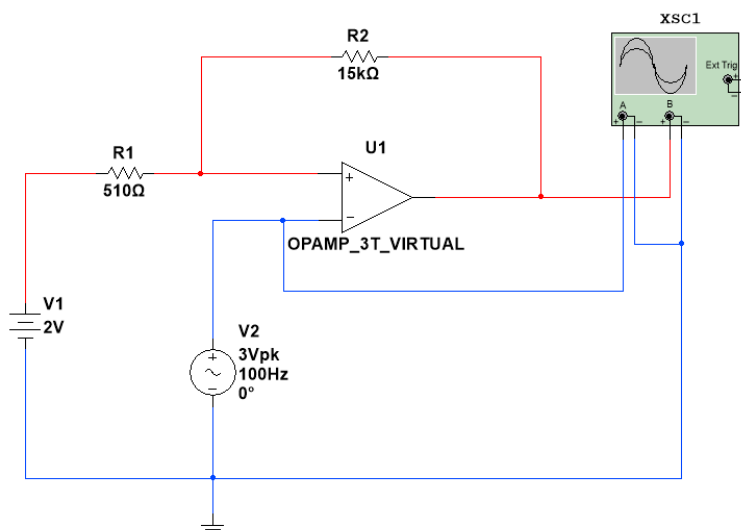 XSC1
R2
15kΩ
Ext Trig
+
−
A
B
+ − + −
R1
510Ω
U1
+
−
OPAMP_3T_VIRTUAL
V1
2V
V2
3Vpk
100Hz
0°
+
−